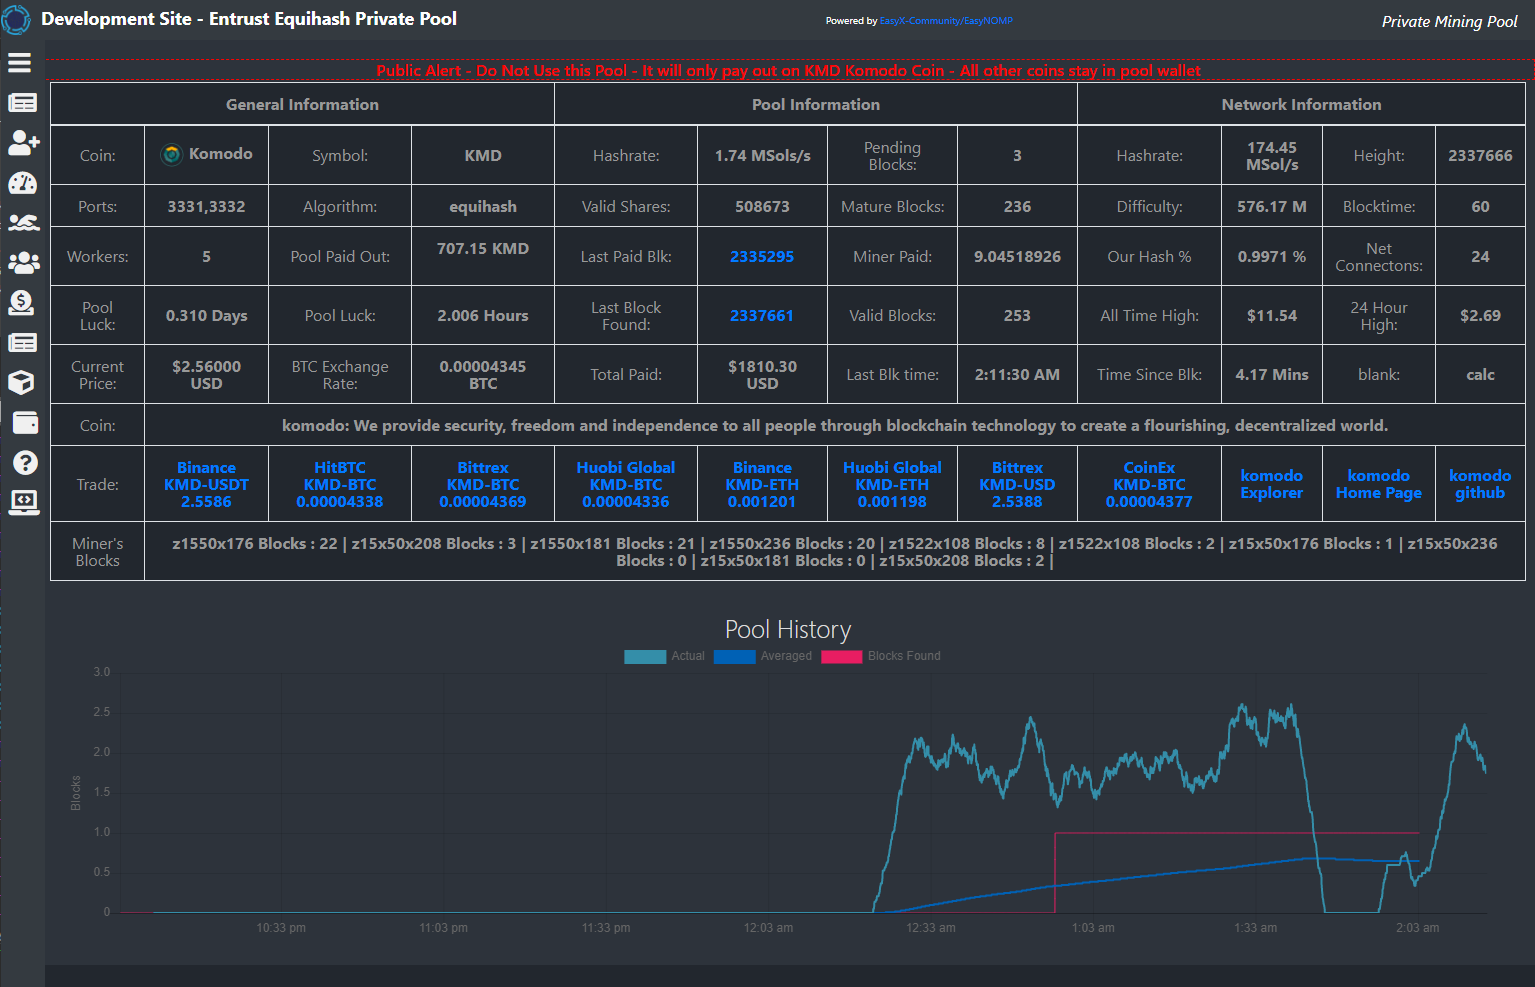 Development Site - Entrust Equihash Private Pool
Powered by EasyX-Community/EasyNOMP
Private Mining Pool
Public Alert - Do Not Use this Pool - It will only pay out on KMD Komodo Coin - All other coins stay in pool wallet
General Information
Pool Information
Network Information
Coin:
Komodo
Symbol:
KMD
Hashrate:
1.74 MSols/s
Pending
Blocks:
3
Hashrate:
174.45
MSol/s
Height:
2337666
Ports:
3331,3332
Algorithm:
equihash
Valid Shares:
508673
Mature Blocks:
236
Difficulty:
576.17 M
Blocktime:
60
Workers:
5
Pool Paid Out:
707.15 KMD
Last Paid Blk:
2335295
Miner Paid:
9.04518926
Our Hash %
0.9971 %
Net
Connectons:
24
Pool
Luck:
0.310 Days
Pool Luck:
2.006 Hours
Last Block
Found:
2337661
Valid Blocks:
253
All Time High:
$11.54
24 Hour
High:
$2.69
Current
Price:
$2.56000
USD
BTC Exchange
Rate:
0.00004345
BTC
Total Paid:
$1810.30
USD
Last Blk time:
2:11:30 AM
Time Since Blk:
4.17 Mins
blank:
calc
Coin:
komodo: We provide security, freedom and independence to all people through blockchain technology to create a flourishing, decentralized world.
Trade:
Binance
KMD-USDT
2.5586
HitBTC
KMD-BTC
0.00004338
Bittrex
KMD-BTC
0.00004369
Huobi Global
KMD-BTC
0.00004336
Binance
KMD-ETH
0.001201
Huobi Global
KMD-ETH
0.001198
Bittrex
KMD-USD
2.5388
CoinEx
KMD-BTC
0.00004377
komodo
Explorer
komodo
Home Page
komodo
github
Miner's
Blocks
z1550x176 Blocks : 22 | z15x50x208 Blocks : 3 | z1550x181 Blocks : 21 | z1550x236 Blocks : 20 | z1522x108 Blocks : 8 | z1522x108 Blocks : 2 | z15x50x176 Blocks : 1 | z15x50x236
Blocks : 0 | z15x50x181 Blocks : 0 | z15x50x208 Blocks : 2 |
Pool History
Actual
Averaged
Blocks Found
3.0
2.5
2.0
1.5
1.0
0.5
0
Blocks
10:33 pm
11:03 pm
11:33 pm
12:03 am
12:33 am
1:03 am
1:33 am
2:03 am